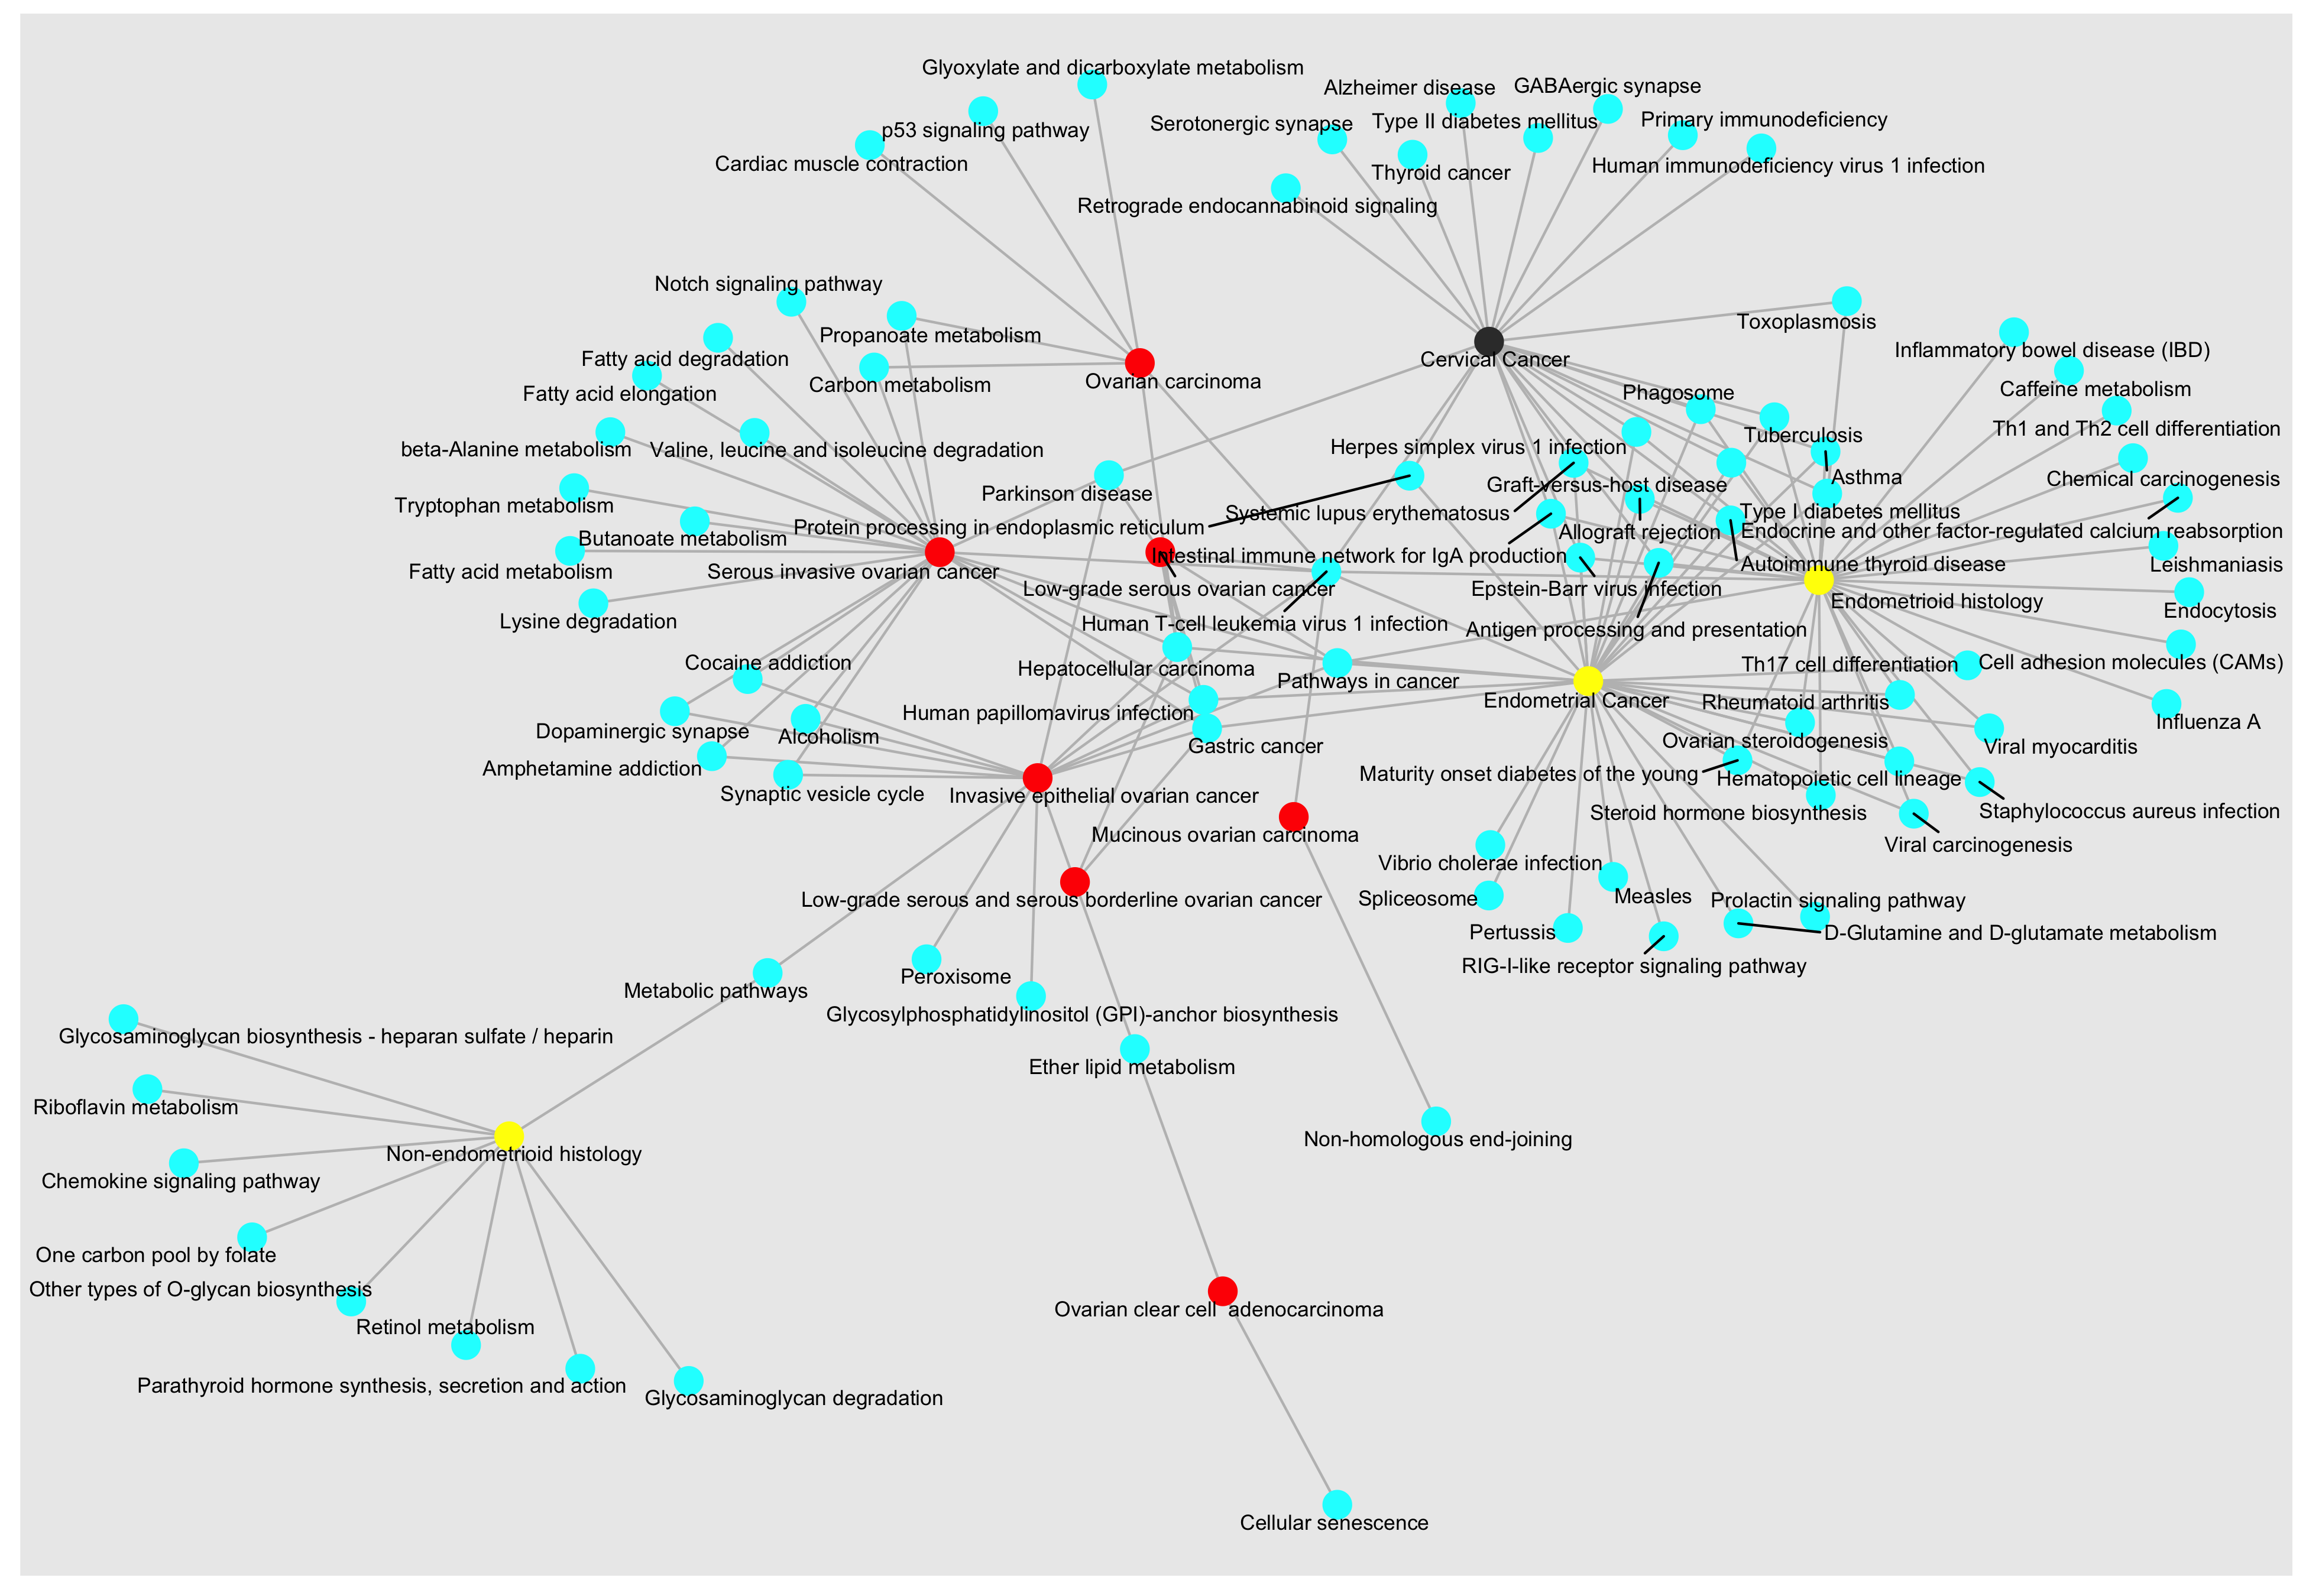 Glyoxylate and dicarboxylate metabolism
Alzheimer disease
GABAergic synapse
p53 signaling pathway
Serotonergic synapse
Type II diabetes mellitus
Primary immunodeficiency
Cardiac muscle contraction
Thyroid cancer
Human immunodeficiency virus 1 infection
Retrograde endocannabinoid signaling
Notch signaling pathway
Propanoate metabolism
Toxoplasmosis
Inflammatory bowel disease (IBD)
Fatty acid degradation
Cervical Cancer
Carbon metabolism
Ovarian carcinoma
Fatty acid elongation
Phagosome
Caffeine metabolism
Th1 and Th2 cell differentiation
beta-Alanine metabolism
Valine, leucine and isoleucine degradation
Herpes simplex virus 1 infection
Tuberculosis
Asthma
Chemical carcinogenesis
Parkinson disease
Graft-versus-host disease
Tryptophan metabolism
Systemic lupus erythematosus
Type I diabetes mellitus
Protein processing in endoplasmic reticulum
Allograft rejection
Endocrine and other factor-regulated calcium reabsorption
Butanoate metabolism
Intestinal immune network for IgA production
Autoimmune thyroid disease
Leishmaniasis
Fatty acid metabolism
Serous invasive ovarian cancer
Low-grade serous ovarian cancer
Epstein-Barr virus infection
Endometrioid histology
Endocytosis
Lysine degradation
Human T-cell leukemia virus 1 infection
Antigen processing and presentation
Cocaine addiction
Hepatocellular carcinoma
Th17 cell differentiation
Cell adhesion molecules (CAMs)
Pathways in cancer
Endometrial Cancer
Rheumatoid arthritis
Human papillomavirus infection
Influenza A
Dopaminergic synapse
Alcoholism
Gastric cancer
Ovarian steroidogenesis
Viral myocarditis
Amphetamine addiction
Maturity onset diabetes of the young
Hematopoietic cell lineage
Synaptic vesicle cycle
Invasive epithelial ovarian cancer
Steroid hormone biosynthesis
Staphylococcus aureus infection
Mucinous ovarian carcinoma
Viral carcinogenesis
Vibrio cholerae infection
Low-grade serous and serous borderline ovarian cancer
Spliceosome
Measles
Prolactin signaling pathway
Pertussis
D-Glutamine and D-glutamate metabolism
RIG-I-like receptor signaling pathway
Peroxisome
Metabolic pathways
Glycosylphosphatidylinositol (GPI)-anchor biosynthesis
Glycosaminoglycan biosynthesis - heparan sulfate / heparin
Ether lipid metabolism
Riboflavin metabolism
Non-homologous end-joining
Non-endometrioid histology
Chemokine signaling pathway
One carbon pool by folate
Other types of O-glycan biosynthesis
Ovarian clear cell  adenocarcinoma
Retinol metabolism
Parathyroid hormone synthesis, secretion and action
Glycosaminoglycan degradation
Cellular senescence